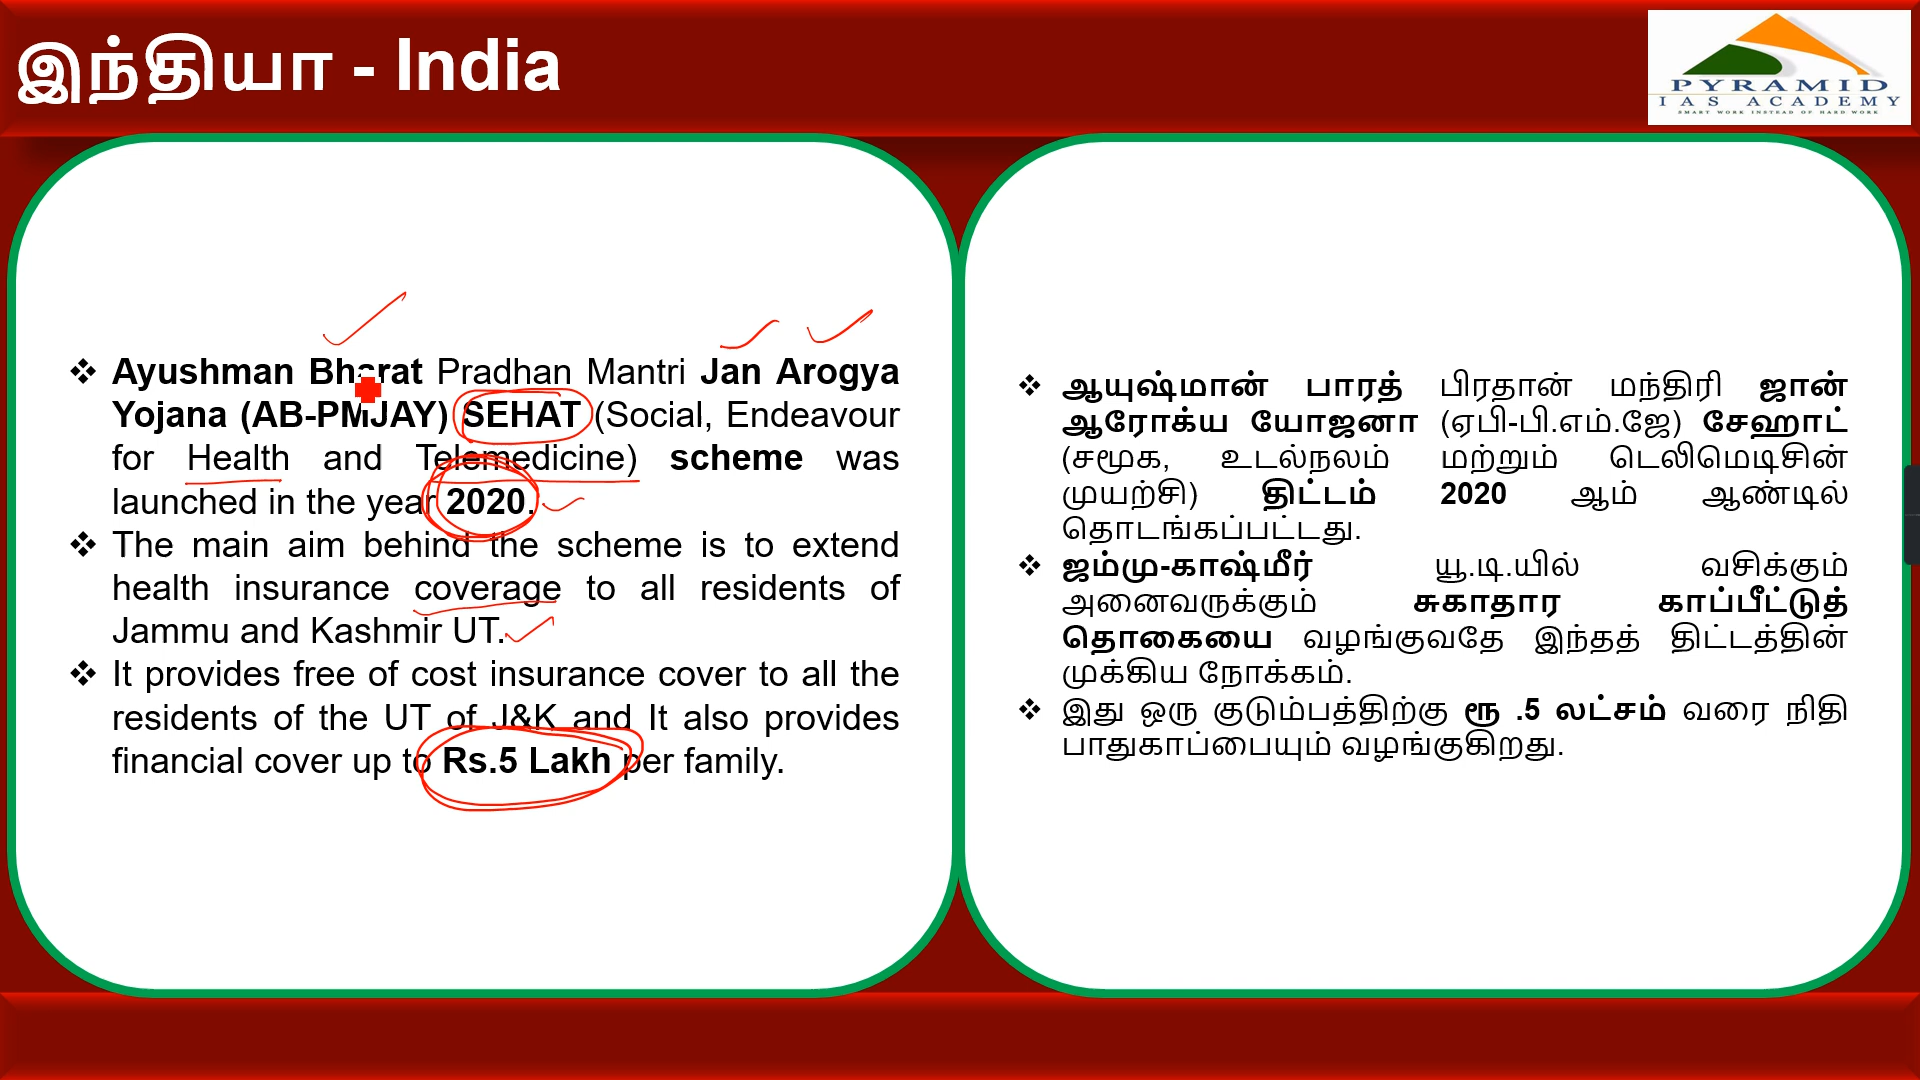 இந்தியா - India
PYRAMID
IAS ACADEMY
SMART WORK INSTEAD OF HARD WORK
❖ Ayushman Bharat Pradhan Mantri Jan Arogya
Yojana (AB-PMJAY) SEHAT (Social, Endeavour
for Health and Telemedicine) scheme was
launched in the year 2020.
❖ The main aim behind the scheme is to extend
health insurance coverage to all residents of
Jammu and Kashmir UT.
❖ It provides free of cost insurance cover to all the
residents of the UT of J&K and It also provides
financial cover up to Rs.5 Lakh per family.
❖ ஆயுஷ்மான் பாரத் பிரதான் மந்திரி ஜான்
ஆரோக்ய யோஜனா (ஏபி-பி.எம்.ஜே) சேஹாட்
(சமூக, உடல்நலம் மற்றும் டெலிமெடிசின்
முயற்சி) திட்டம் 2020 ஆம் ஆண்டில்
தொடங்கப்பட்டது.
❖ ஜம்மு-காஷ்மீர் யூ.டி.யில் வசிக்கும்
அனைவருக்கும் சுகாதார காப்பீட்டுத்
தொகையை வழங்குவதே இந்தத் திட்டத்தின்
முக்கிய நோக்கம்.
❖ இது ஒரு குடும்பத்திற்கு ரூ .5 லட்சம் வரை நிதி
பாதுகாப்பையும் வழங்குகிறது.